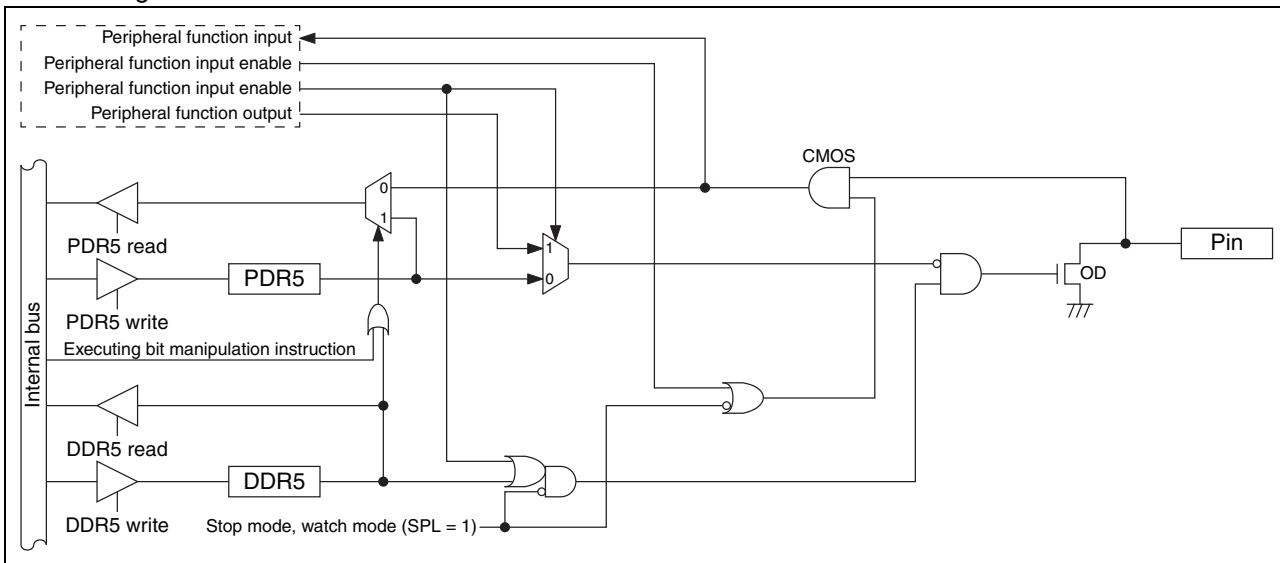 Peripheral function input
Peripheral function input enable
Peripheral function input enable
Peripheral function output
CMOS
0
1
PDR5 read
1
0
Pin
OD
PDR5
PDR5 write
Executing bit manipulation instruction
Internal bus
DDR5 read
DDR5
DDR5 write
Stop mode, watch mode (SPL = 1)